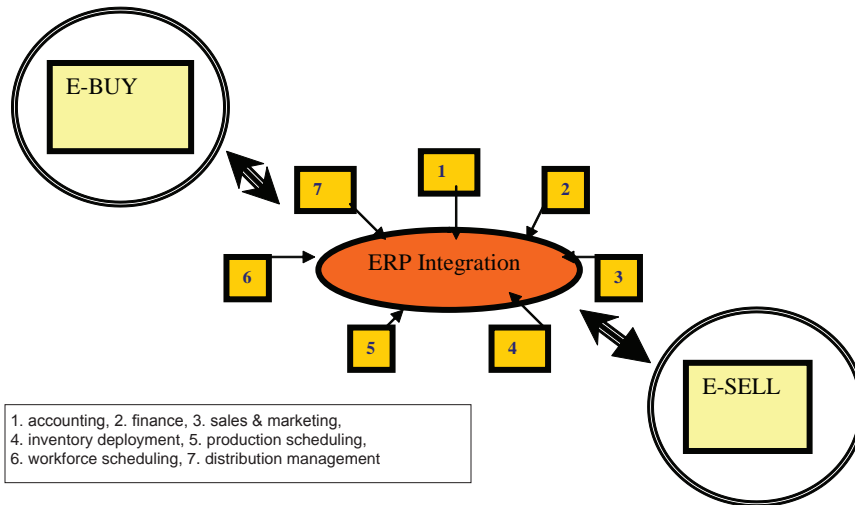 E-BUY
1
7
2
ERP Integration
6
3
5
4
E-SELL
1. accounting, 2. finance, 3. sales & marketing,
4. inventory deployment, 5. production scheduling,
6. workforce scheduling, 7. distribution management